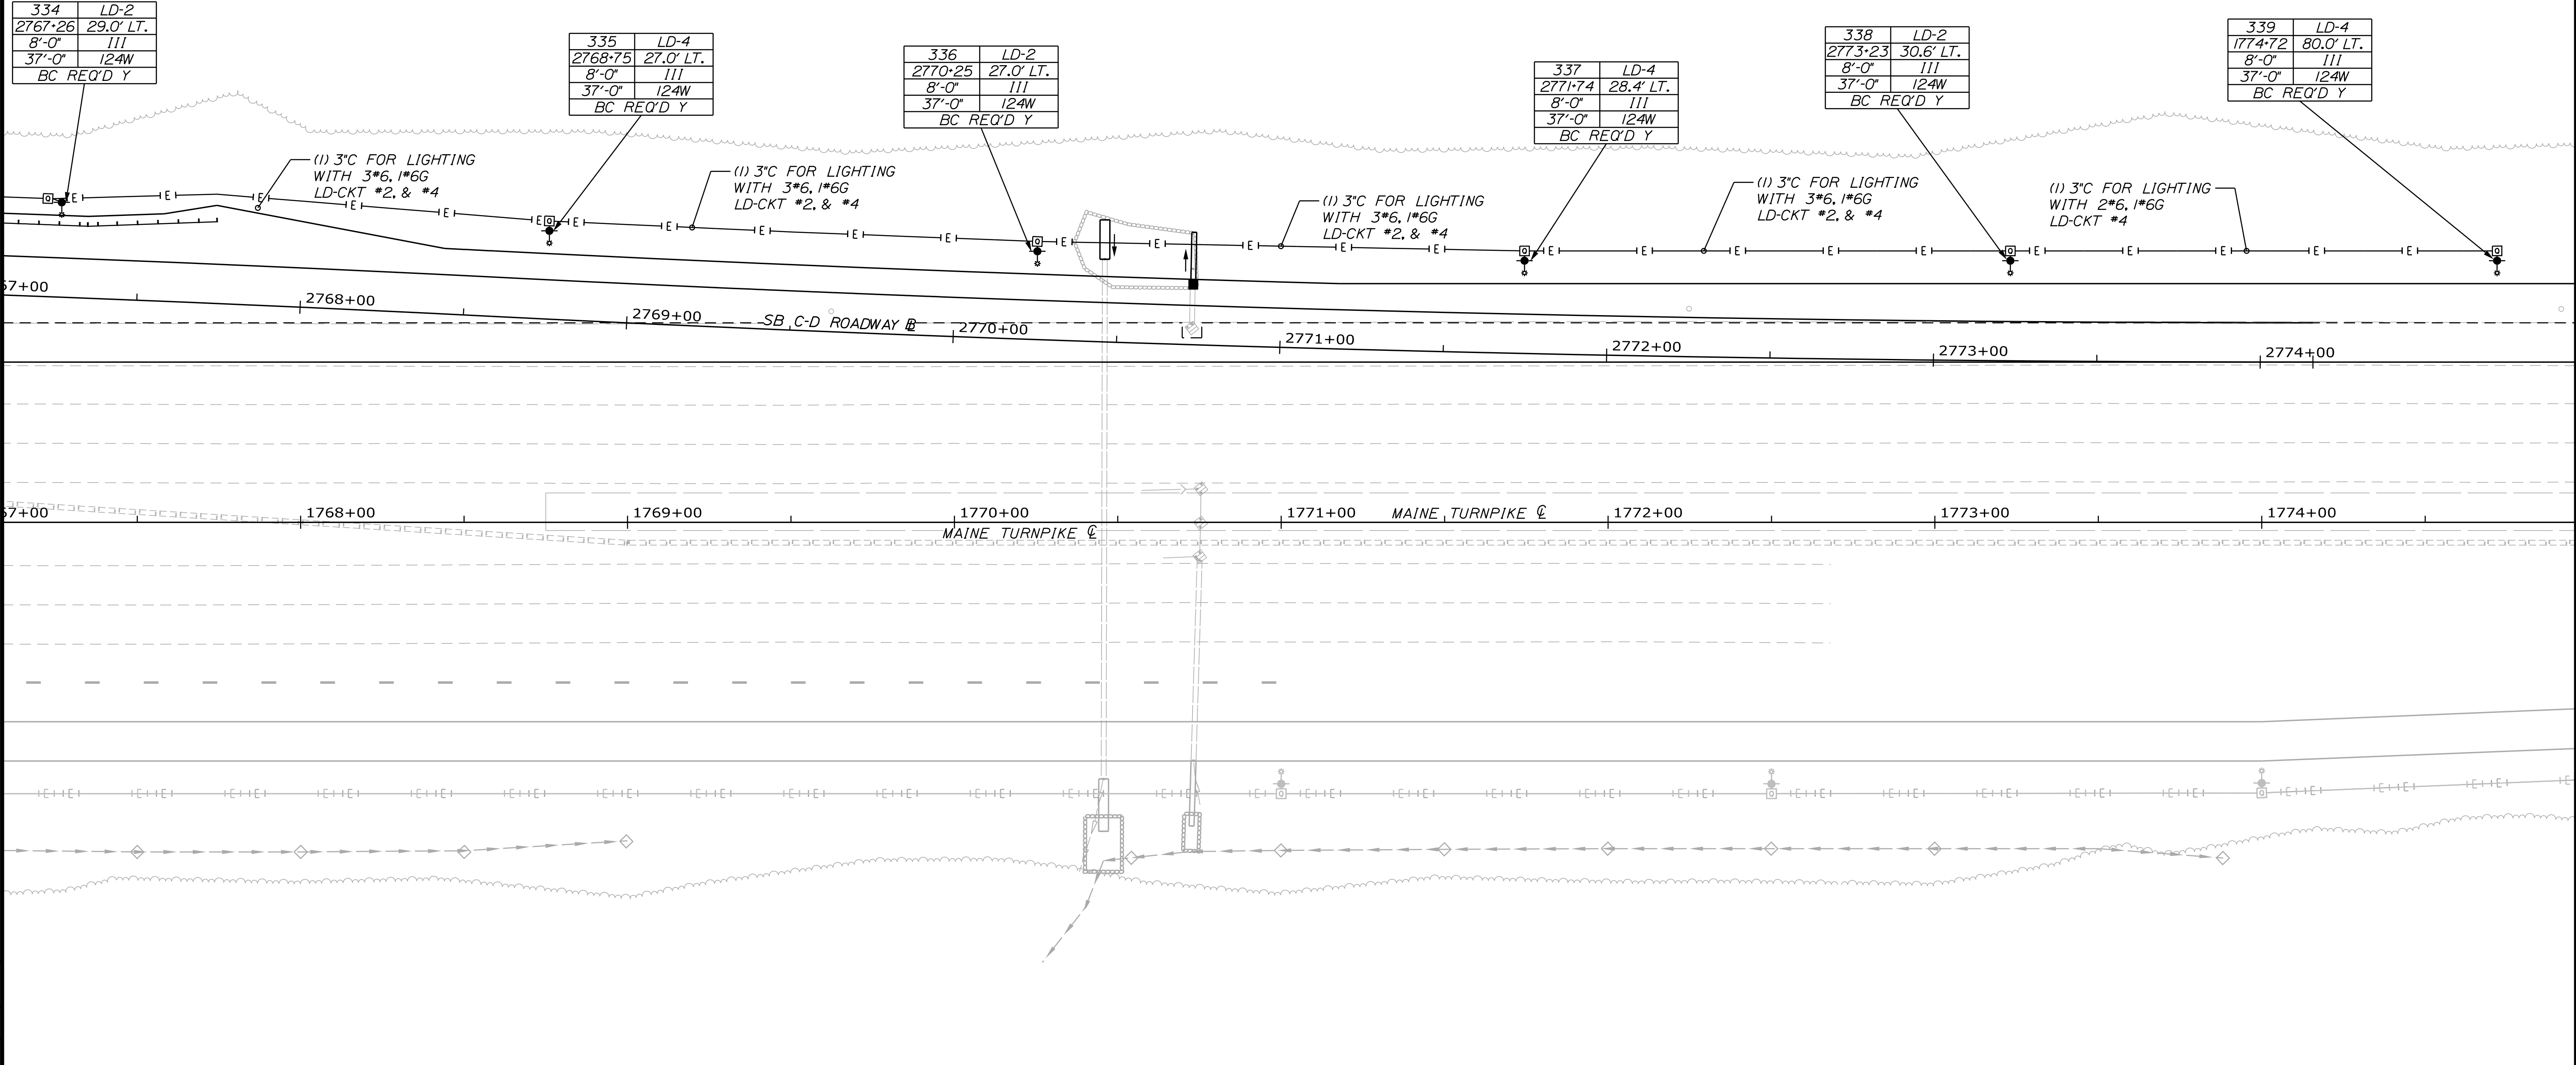 334 LD-2
2767+26 29.0' LT.
8'-0" III
37'-0" 124W
BC REQ'D Y
335 LD-4
2768+75 27.0' LT.
8'-0" III
37'-0" 124W
BC REQ'D Y
336 LD-2
2770+25 27.0' LT.
8'-0" III
37'-0" 124W
BC REQ'D Y
337 LD-4
2771+74 28.4' LT.
8'-0" III
37'-0" 124W
BC REQ'D Y
338 LD-2
2773+23 30.6' LT.
8'-0" III
37'-0" 124W
BC REQ'D Y
339 LD-4
1774+72 80.0' LT.
8'-0" III
37'-0" 124W
BC REQ'D Y
(1) 3"C FOR LIGHTING
WITH 3#6, 1#6G
LD-CKT #2, & #4
(1) 3"C FOR LIGHTING
WITH 3#6, 1#6G
LD-CKT #2, & #4
(1) 3"C FOR LIGHTING
WITH 3#6, 1#6G
LD-CKT #2, & #4
(1) 3"C FOR LIGHTING
WITH 3#6, 1#6G
LD-CKT #2, & #4
(1) 3"C FOR LIGHTING
WITH 2#6, 1#6G
LD-CKT #4
E E E E E E E E E E E E E E E E E E E E E E E E E E
57+00 2768+00 2769+00 2770+00 2771+00 2772+00 2773+00 2774+00
SB C-D ROADWAY BL
57+00 1768+00 1769+00 1770+00 1771+00 1772+00 1773+00 1774+00
MAINE TURNPIKE CL
MAINE TURNPIKE CL